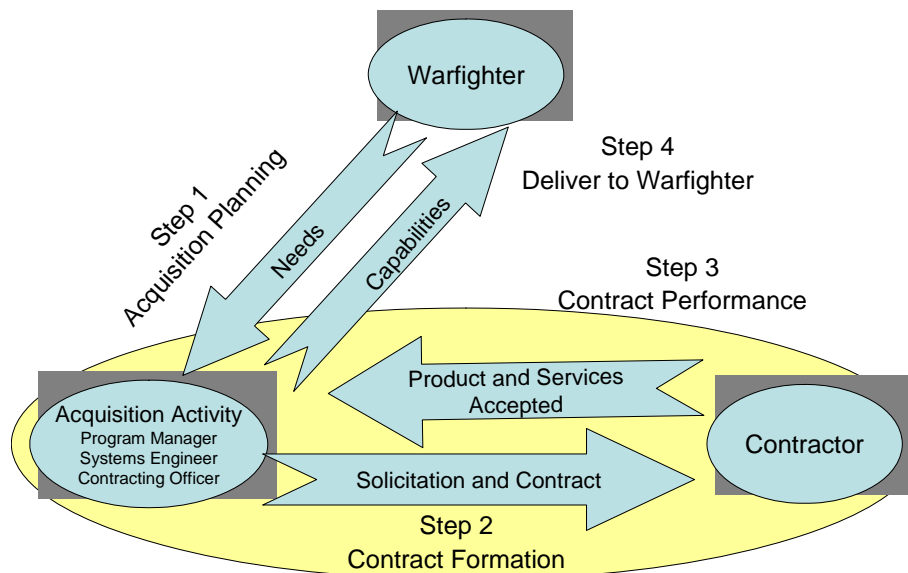 Warfighter
Step 1
Acquisition Planning
Needs
Capabilities
Step 4
Deliver to Warfighter
Step 3
Contract Performance
Product and Services
Accepted
Acquisition Activity
Program Manager
Systems Engineer
Contracting Officer
Contractor
Solicitation and Contract
Step 2
Contract Formation